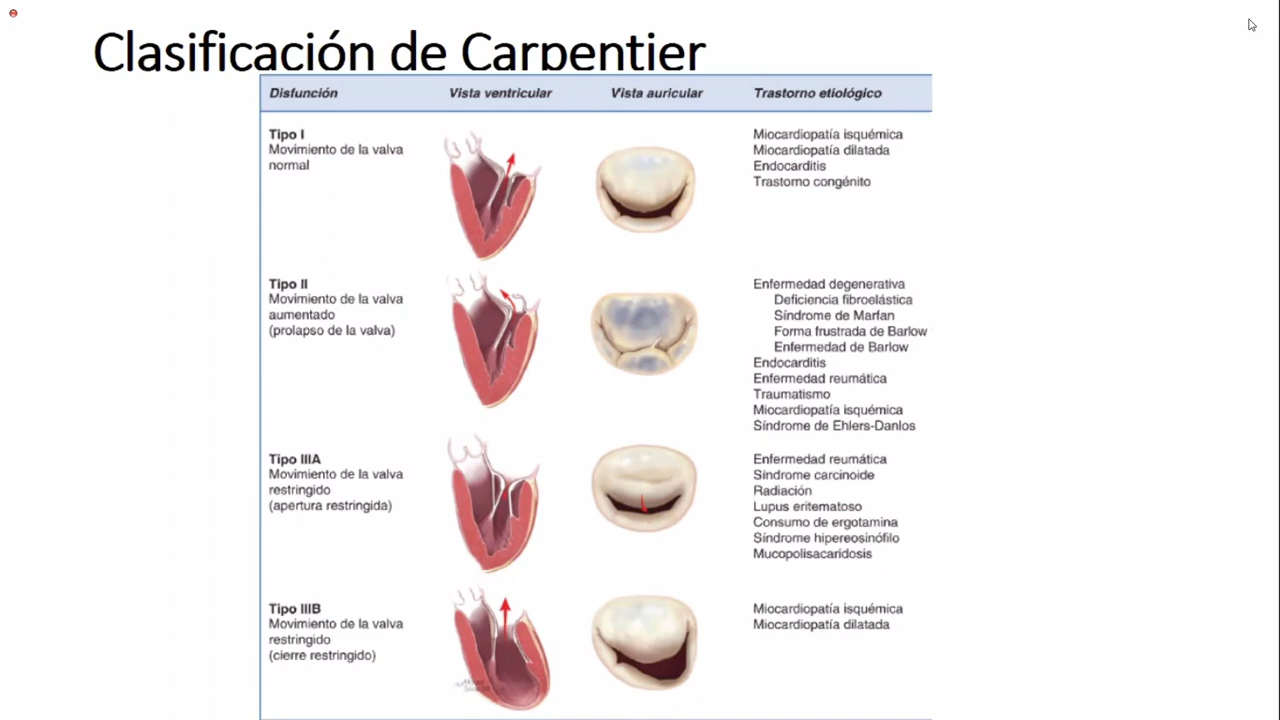 Clasificación de Carpentier
Disfunción Vista ventricular Vista auricular Trastorno etiológico
Tipo I
Movimiento de la valva
normal
Miocardiopatía isquémica
Miocardiopatía dilatada
Endocarditis
Trastorno congénito
Tipo II
Movimiento de la valva
aumentado
(prolapso de la valva)
Enfermedad degenerativa
Deficiencia fibroelástica
Síndrome de Marfan
Forma frustrada de Barlow
Enfermedad de Barlow
Endocarditis
Enfermedad reumática
Traumatismo
Miocardiopatía isquémica
Síndrome de Ehlers-Danlos
Tipo IIIA
Movimiento de la valva
restringido
(apertura restringida)
Enfermedad reumática
Síndrome carcinoide
Radiación
Lupus eritematoso
Consumo de ergotamina
Síndrome hipereosinófilo
Mucopolisacaridosis
Tipo IIIB
Movimiento de la valva
restringido
(cierre restringido)
Miocardiopatía isquémica
Miocardiopatía dilatada